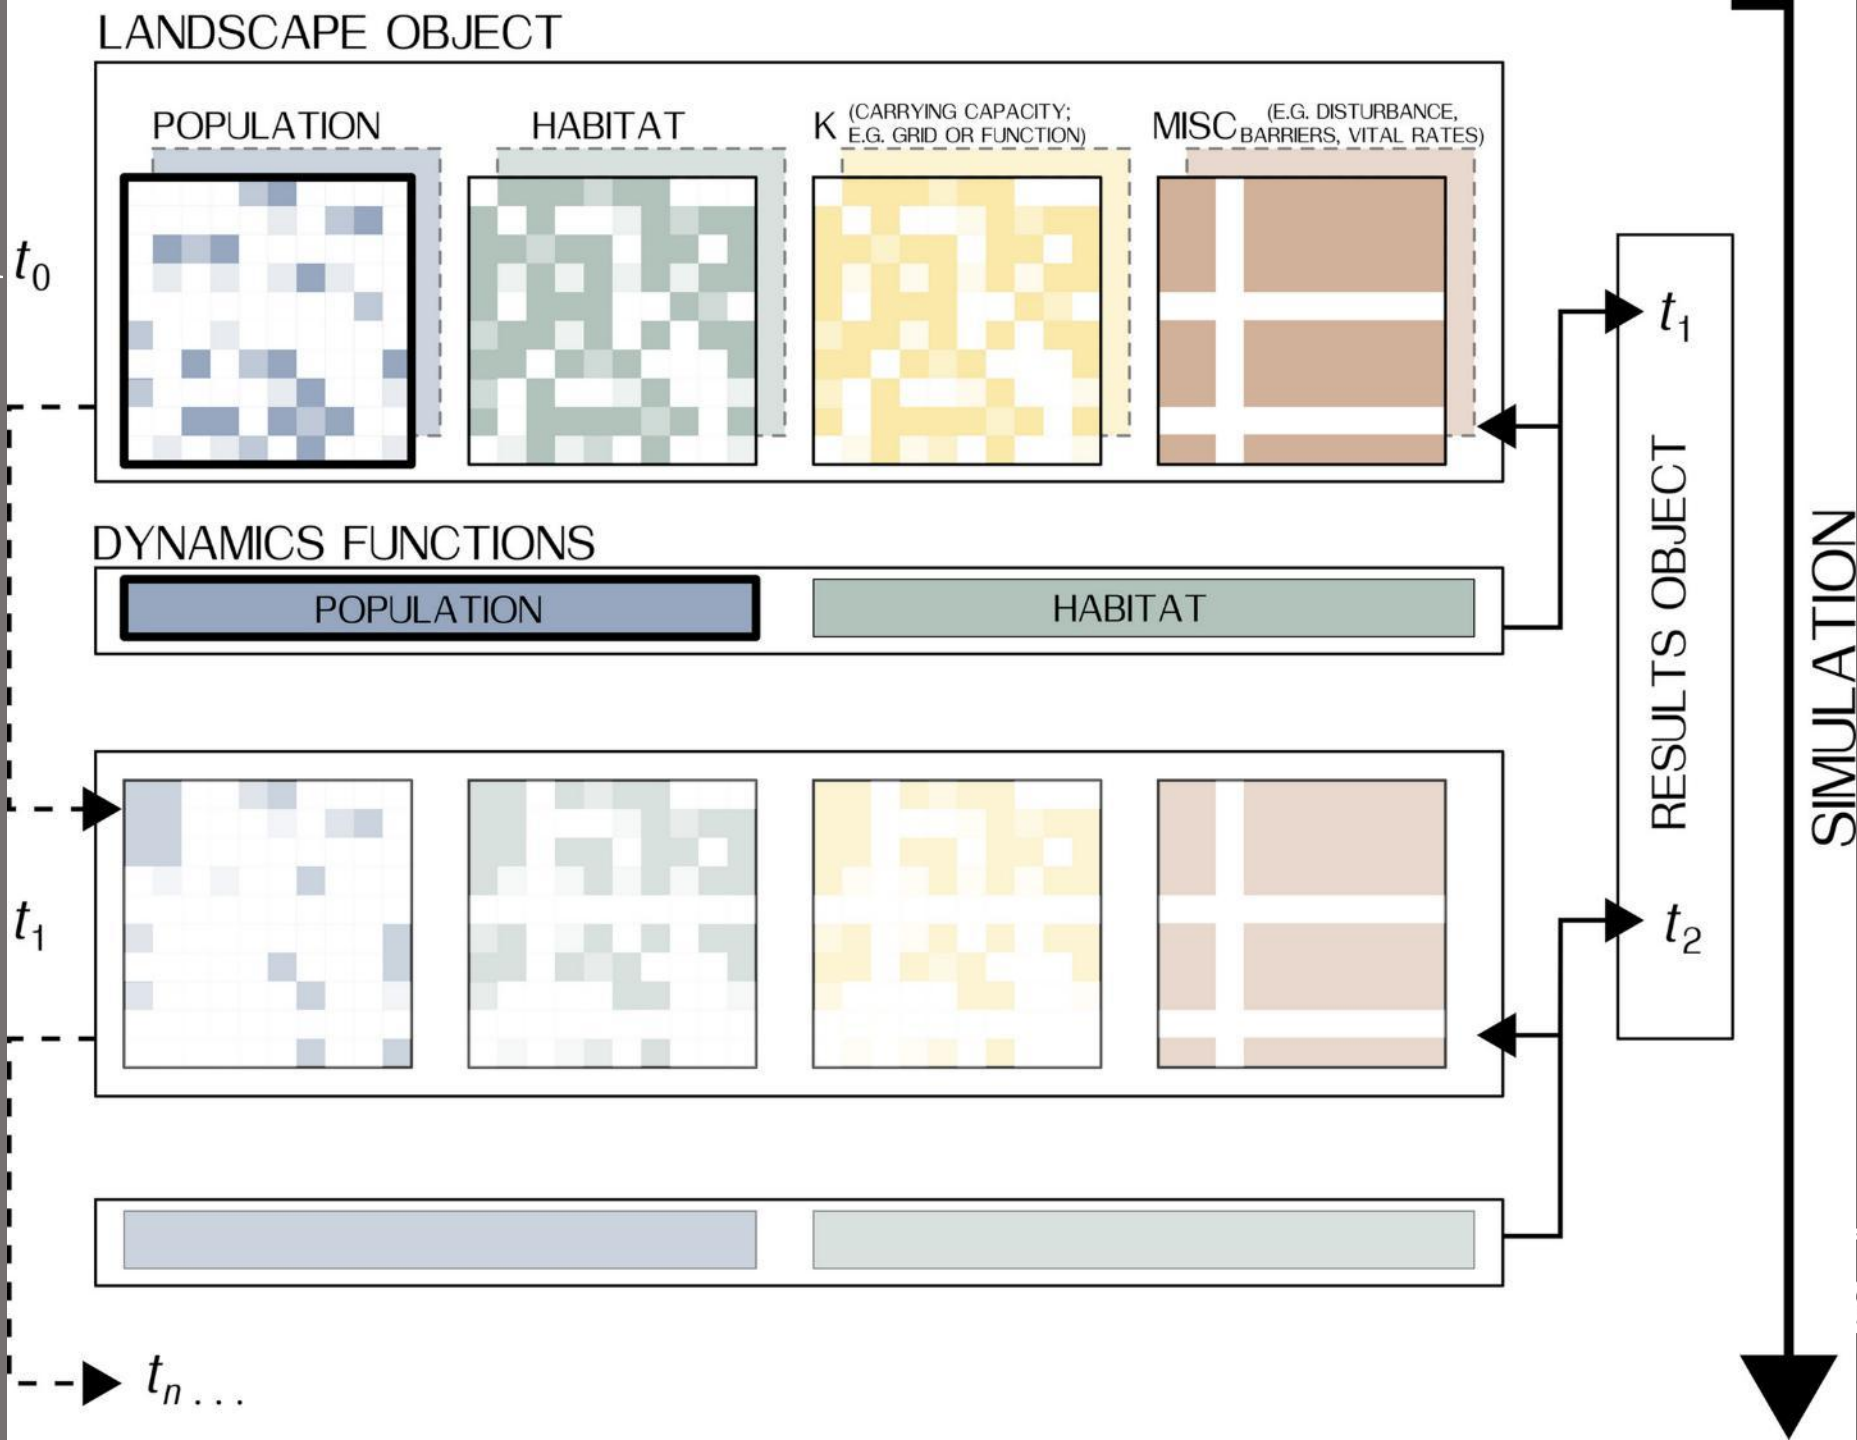 LANDSCAPE OBJECT
POPULATION
HABITAT
K (CARRYING CAPACITY;
E.G. GRID OR FUNCTION)
MISC (E.G. DISTURBANCE,
BARRIERS, VITAL RATES)
t0
t1
DYNAMICS FUNCTIONS
POPULATION
HABITAT
RESULTS OBJECT
SIMULATION
t1
t2
tn...